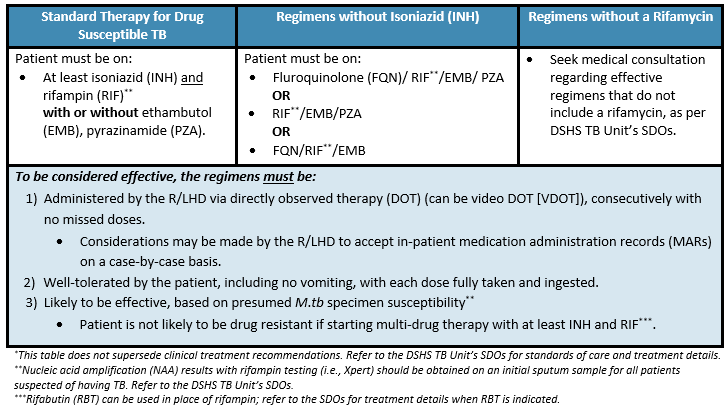 Standard Therapy for Drug
Susceptible TB
Regimens without Isoniazid (INH)
Regimens without a Rifamycin
Patient must be on:
• At least isoniazid (INH) and
rifampin (RIF)**
with or without ethambutol
(EMB), pyrazinamide (PZA).
Patient must be on:
• Fluroquinolone (FQN)/ RIF**/EMB/ PZA
OR
• RIF**/EMB/PZA
OR
• FQN/RIF**/EMB
• Seek medical consultation
regarding effective
regimens that do not
include a rifamycin, as per
DSHS TB Unit’s SDOs.
To be considered effective, the regimens must be:
1) Administered by the R/LHD via directly observed therapy (DOT) (can be video DOT [VDOT]), consecutively with
no missed doses.
• Considerations may be made by the R/LHD to accept in-patient medication administration records (MARs)
on a case-by-case basis.
2) Well-tolerated by the patient, including no vomiting, with each dose fully taken and ingested.
3) Likely to be effective, based on presumed M.tb specimen susceptibility**
• Patient is not likely to be drug resistant if starting multi-drug therapy with at least INH and RIF***.
*This table does not supersede clinical treatment recommendations. Refer to the DSHS TB Unit’s SDOs for standards of care and treatment details.
**Nucleic acid amplification (NAA) results with rifampin testing (i.e., Xpert) should be obtained on an initial sputum sample for all patients
suspected of having TB. Refer to the DSHS TB Unit’s SDOs.
***Rifabutin (RBT) can be used in place of rifampin; refer to the SDOs for treatment details when RBT is indicated.